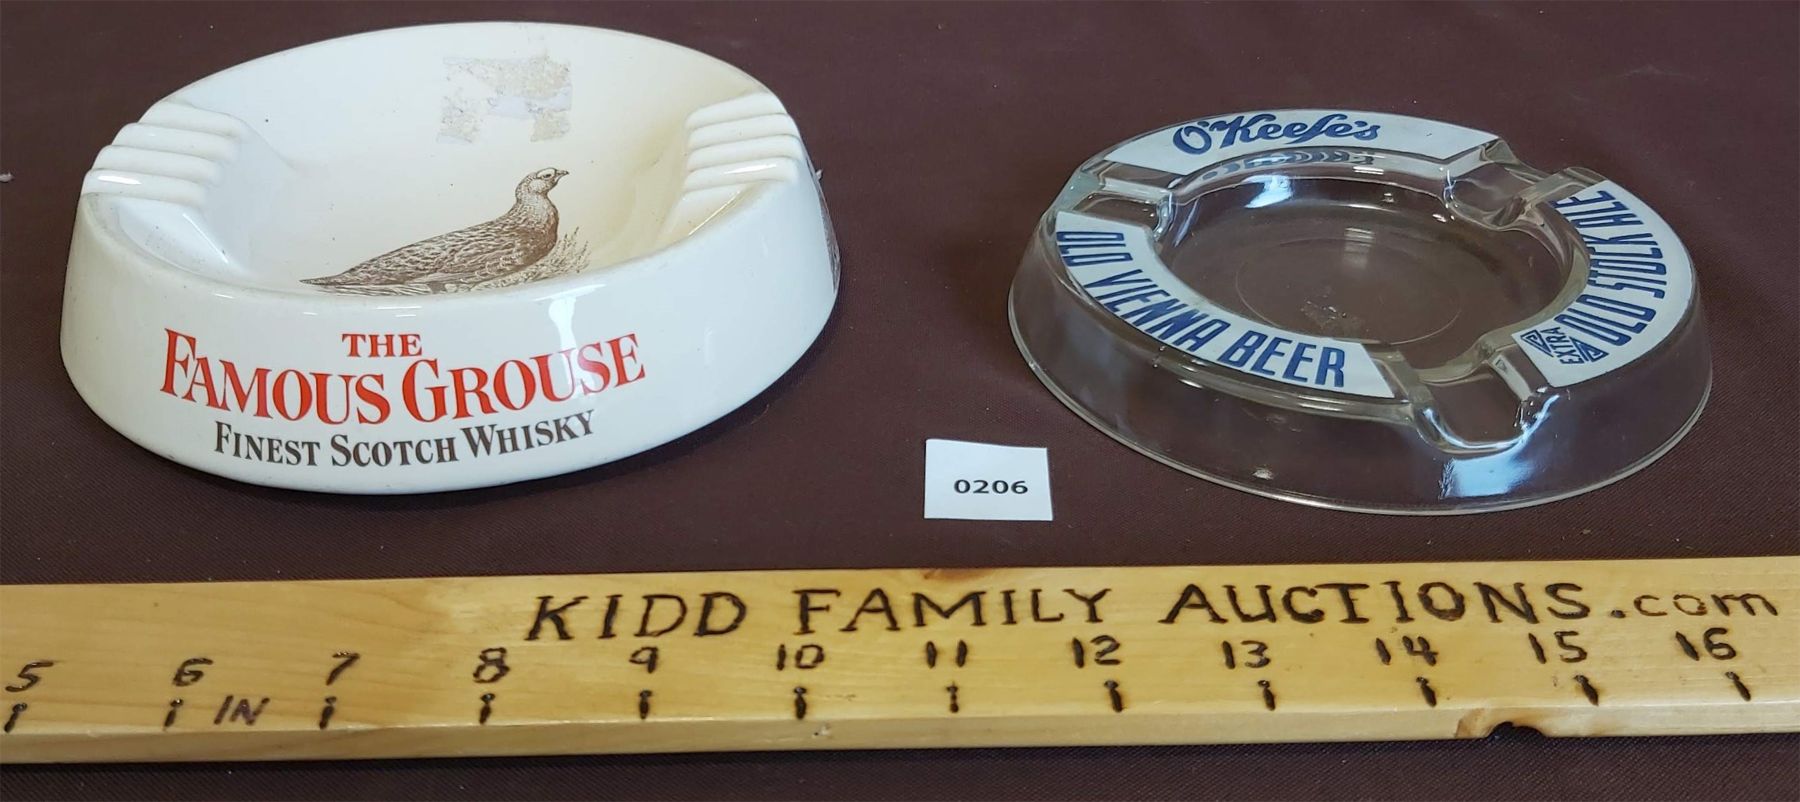 THE
FAMOUS GROUSE
FINEST SCOTCH WHISKY
O'Keefe's
OLD VIENNA BEER
EXTRA OLD STOCK ALE
0206
KIDD FAMILY AUCTIONS.com
5 6 7 8 9 10 11 12 13 14 15 16
IN